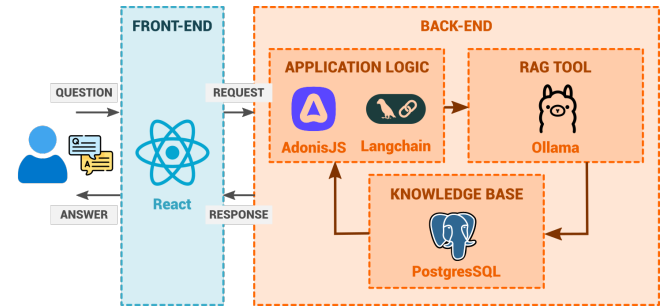 FRONT-END
BACK-END
QUESTION
REQUEST
APPLICATION LOGIC
RAG TOOL
AdonisJS
Langchain
Ollama
Q
A
React
KNOWLEDGE BASE
ANSWER
RESPONSE
PostgresSQL